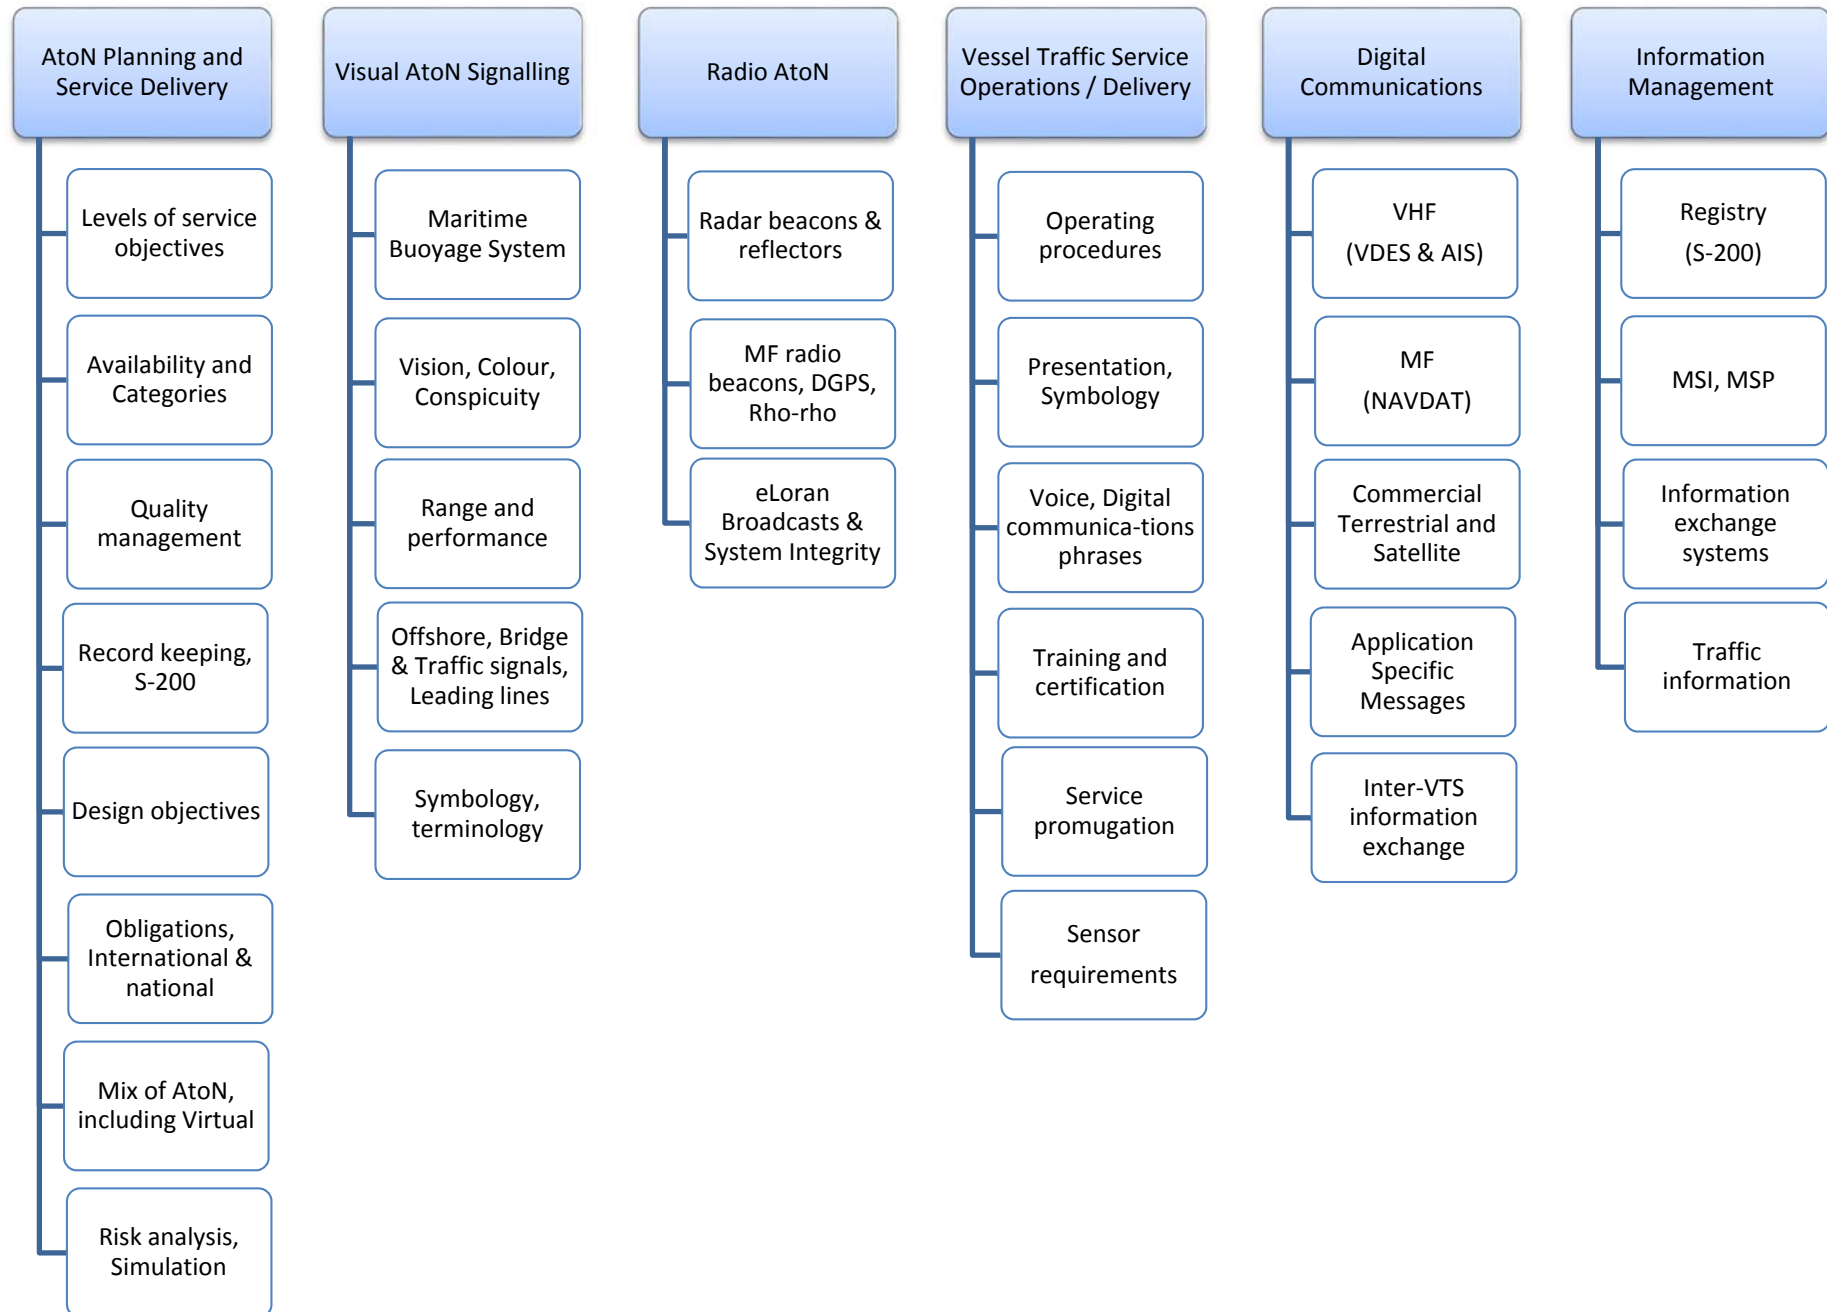 AtoN Planning and
Service Delivery
Levels of service
objectives
Availability and
Categories
Quality
management
Record keeping,
S-200
Design objectives
Obligations,
International &
national
Mix of AtoN,
including Virtual
Risk analysis,
Simulation
Visual AtoN Signalling
Maritime
Buoyage System
Vision, Colour,
Conspicuity
Range and
performance
Offshore, Bridge
& Traffic signals,
Leading lines
Symbology,
terminology
Radio AtoN
Radar beacons &
reflectors
MF radio
beacons, DGPS,
Rho-rho
eLoran
Broadcasts &
System Integrity
Vessel Traffic Service
Operations / Delivery
Operating
procedures
Presentation,
Symbology
Voice, Digital
communica-tions
phrases
Training and
certification
Service
promugation
Sensor
requirements
Digital
Communications
VHF
(VDES & AIS)
MF
(NAVDAT)
Commercial
Terrestrial and
Satellite
Application
Specific
Messages
Inter-VTS
information
exchange
Information
Management
Registry
(S-200)
MSI, MSP
Information
exchange
systems
Traffic
information